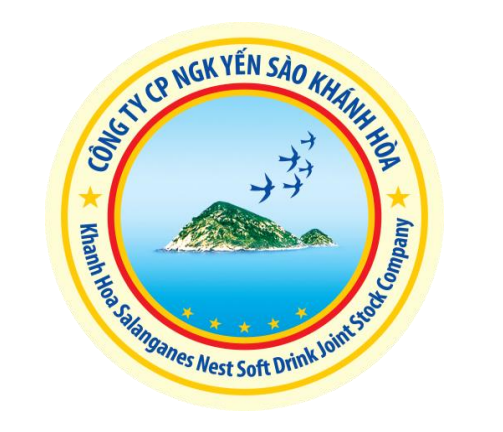 CÔNG TY CP NGK YẾN SÀO KHÁNH HÒA
Khanh Hoa Salanganes Nest Soft Drink Joint Stock Company